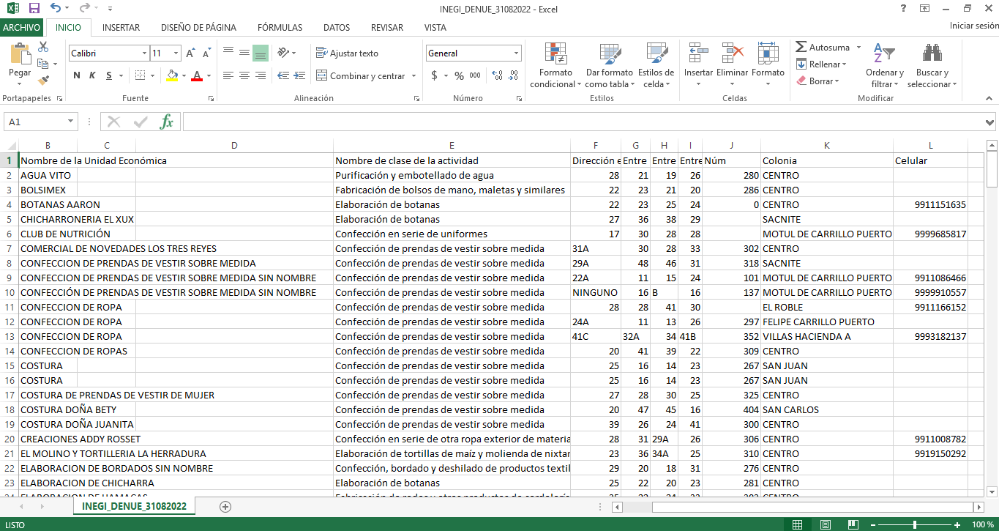 INEGI_DENUE_31082022 - Excel
ARCHIVO INICIO INSERTAR DISEÑO DE PÁGINA FÓRMULAS DATOS REVISAR VISTA Iniciar sesión
Pegar
Calibri 11
N K S
Ajustar texto
Combinar y centrar
General
$ % 000
Formato condicional
Dar formato como tabla
Estilos de celda
Insertar Eliminar Formato
Autosuma
Rellenar
Borrar
Ordenar y filtrar
Buscar y seleccionar
Portapapeles Fuente Alineación Número Estilos Celdas Modificar
A1
B C D E F G H I J K L
1 Nombre de la Unidad Económica Nombre de clase de la actividad Dirección e Entre Entre Entre Núm Colonia Celular
2 AGUA VITO Purificación y embotellado de agua 28 21 19 26 280 CENTRO
3 BOLSIMEX Fabricación de bolsos de mano, maletas y similares 22 23 21 20 286 CENTRO
4 BOTANAS AARON Elaboración de botanas 22 23 25 24 0 CENTRO 9911151635
5 CHICHARRONERIA EL XUX Elaboración de botanas 27 36 38 29 SACNITE
6 CLUB DE NUTRICIÓN Confección en serie de uniformes 17 30 28 28 MOTUL DE CARRILLO PUERTO 9999685817
7 COMERCIAL DE NOVEDADES LOS TRES REYES Confección de prendas de vestir sobre medida 31A 30 28 33 302 CENTRO
8 CONFECCION DE PRENDAS DE VESTIR SOBRE MEDIDA Confección de prendas de vestir sobre medida 29A 48 46 31 318 SACNITE
9 CONFECCION DE PRENDAS DE VESTIR SOBRE MEDIDA SIN NOMBRE Confección de prendas de vestir sobre medida 22A 11 15 24 101 MOTUL DE CARRILLO PUERTO 9911086466
10 CONFECCION DE PRENDAS DE VESTIR SOBRE MEDIDA SIN NOMBRE Confección de prendas de vestir sobre medida NINGUNO 16 B 16 137 MOTUL DE CARRILLO PUERTO 9999910557
11 CONFECCION DE ROPA Confección de prendas de vestir sobre medida 28 28 41 30 EL ROBLE 9911166152
12 CONFECCION DE ROPA Confección de prendas de vestir sobre medida 24A 11 13 26 297 FELIPE CARRILLO PUERTO
13 CONFECCION DE ROPA Confección de prendas de vestir sobre medida 41C 32A 34 41B 352 VILLAS HACIENDA A 9993182137
14 CONFECCION DE ROPAS Confección de prendas de vestir sobre medida 20 41 39 22 309 CENTRO
15 COSTURA Confección de prendas de vestir sobre medida 25 16 14 23 267 SAN JUAN
16 COSTURA Confección de prendas de vestir sobre medida 25 16 14 23 267 SAN JUAN
17 COSTURA DE PRENDAS DE VESTIR DE MUJER Confección de prendas de vestir sobre medida 27 28 30 25 325 CENTRO
18 COSTURA DOÑA BETY Confección de prendas de vestir sobre medida 20 47 45 16 404 SAN CARLOS
19 COSTURA DOÑA JUANITA Confección de prendas de vestir sobre medida 39 26 24 41 300 CENTRO
20 CREACIONES ADDY ROSSET Confección en serie de otra ropa exterior de materia 28 31 29A 26 306 CENTRO 9911008782
21 EL MOLINO Y TORTILLERIA LA HERRADURA Elaboración de tortillas de maíz y molienda de nixtar 23 36 34A 25 310 CENTRO 9919150292
22 ELABORACION DE BORDADOS SIN NOMBRE Confección, bordado y deshilado de productos textil 29 20 18 31 276 CENTRO
23 ELABORACION DE CHICHARRA Elaboración de botanas 25 22 20 23 281 CENTRO
INEGI_DENUE_31082022
LISTO 100 %